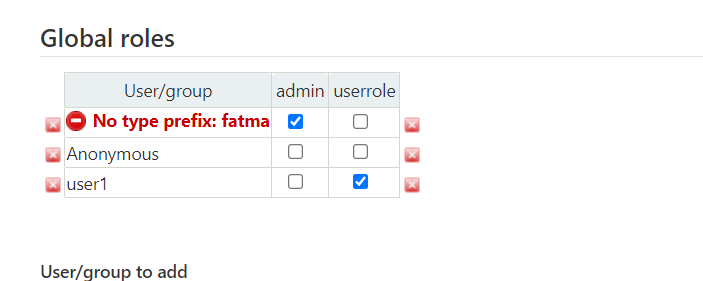 Global roles
User/group admin userrole
No type prefix: fatma
Anonymous
user1
User/group to add